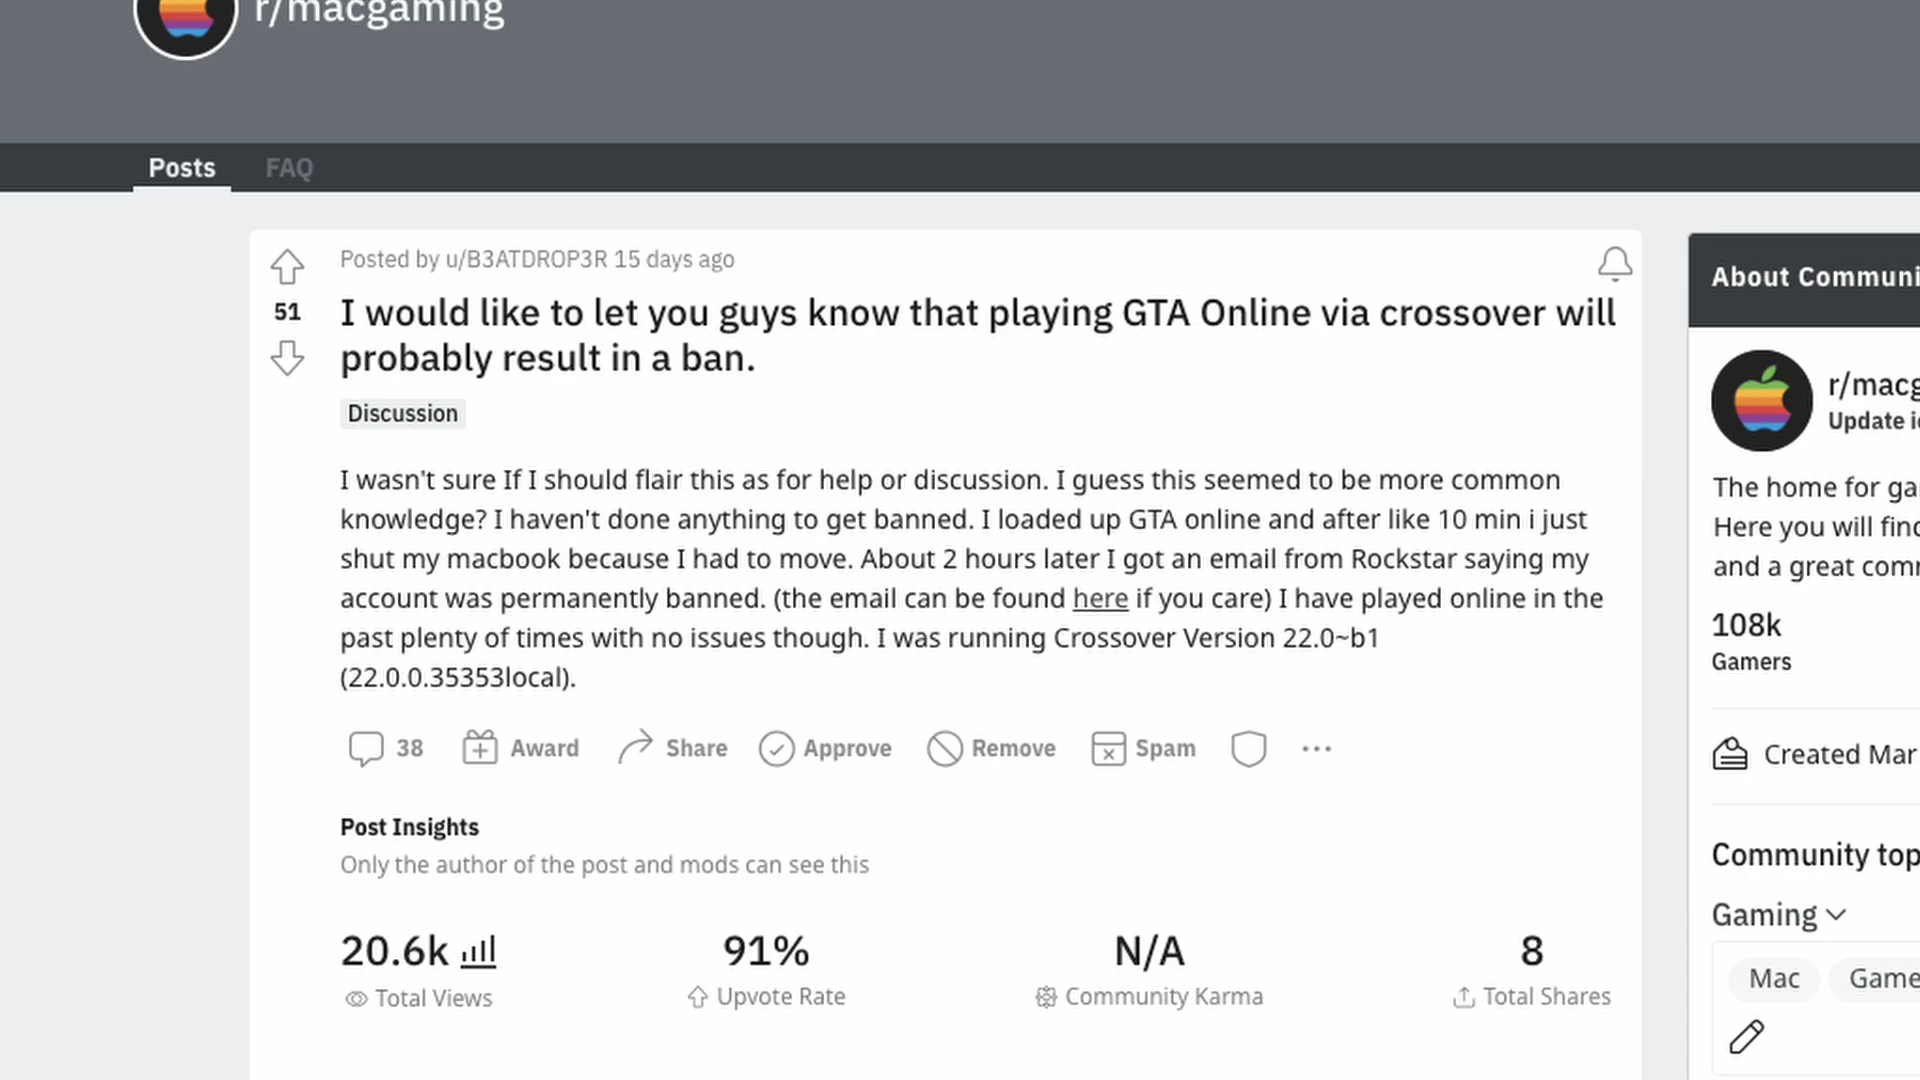 r/macgaming
Posts FAQ
Posted by u/B3ATDROP3R 15 days ago
51
I would like to let you guys know that playing GTA Online via crossover will
probably result in a ban.
Discussion
I wasn't sure If I should flair this as for help or discussion. I guess this seemed to be more common
knowledge? I haven't done anything to get banned. I loaded up GTA online and after like 10 min i just
shut my macbook because I had to move. About 2 hours later I got an email from Rockstar saying my
account was permanently banned. (the email can be found here if you care) I have played online in the
past plenty of times with no issues though. I was running Crossover Version 22.0~b1
(22.0.0.35353local).
38 Award Share Approve Remove Spam
Post Insights
Only the author of the post and mods can see this
20.6k 91% N/A 8
Total Views Upvote Rate Community Karma Total Shares
About Communi
r/macg
Update i
The home for ga
Here you will find
and a great com
108k
Gamers
Created Mar
Community top
Gaming
Mac Game